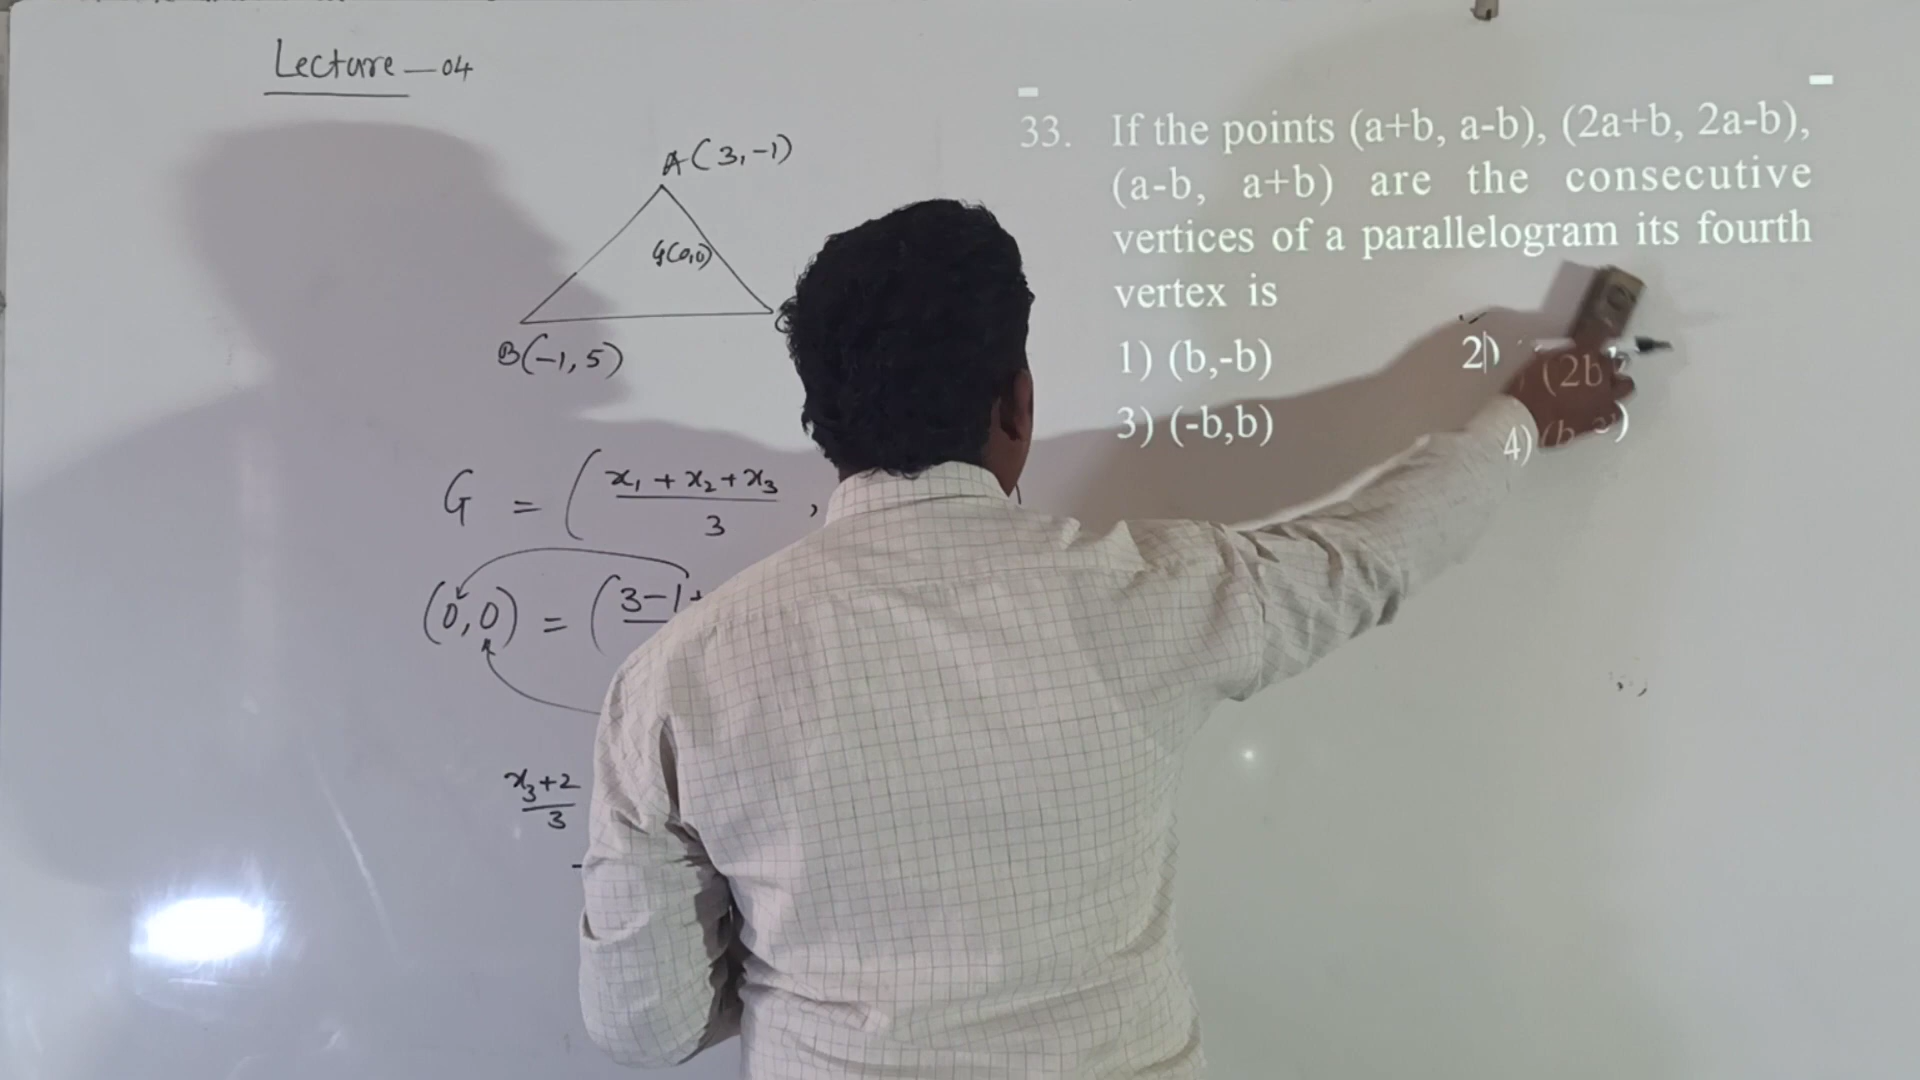 Lecture - 04
A(3,-1)
G(0,0)
B(-1,5)
G = ( x₁ + x₂ + x₃ / 3 ,
(0,0) = ( 3-1+
x₃+2 / 3
33. If the points (a+b, a-b), (2a+b, 2a-b),
(a-b, a+b) are the consecutive
vertices of a parallelogram its fourth
vertex is
1) (b,-b) 2) (2b
3) (-b,b) 4) (b